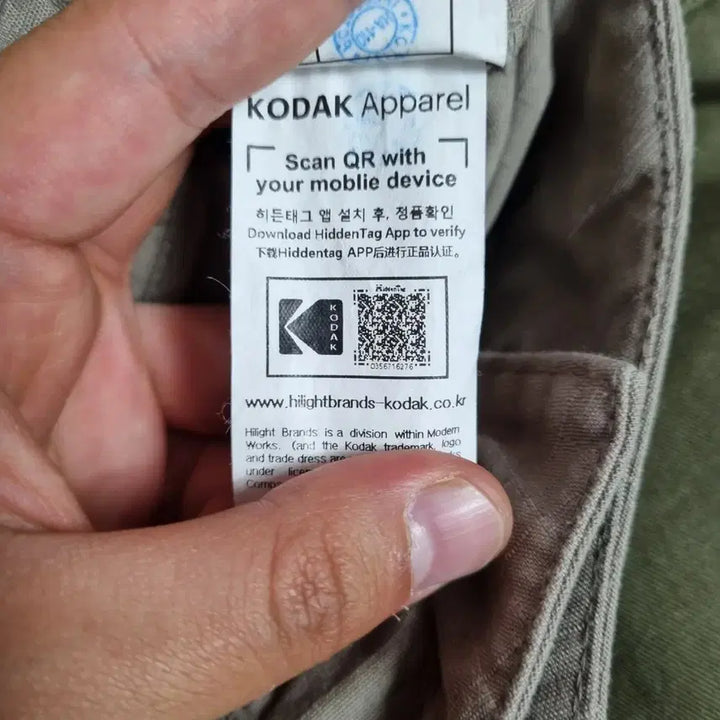 KODAK Apparel
Scan QR with
your moblie device
히든태그 앱 설치 후, 정품확인
Download HiddenTag App to verify
下载Hiddentag APP后进行正品认证。
HiddenTag
KODAK
*0356716276*
www.hilightbrands-kodak.co.kr
Hilight Brands is a division within Modern
Works. (and the Kodak trademark, logo
and trade dress are
under